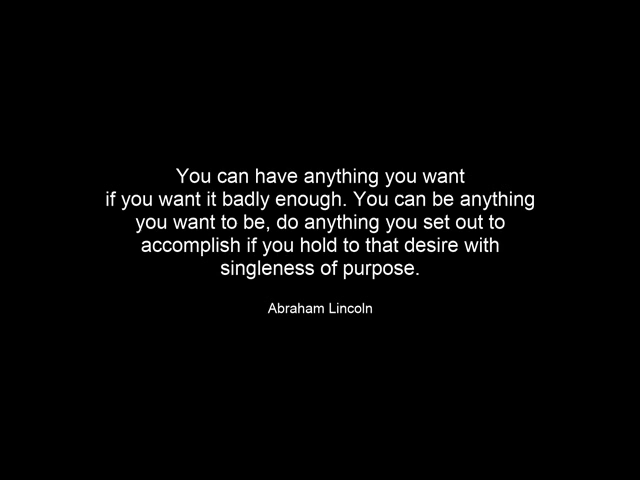 You can have anything you want
if you want it badly enough. You can be anything
you want to be, do anything you set out to
accomplish if you hold to that desire with
singleness of purpose.
Abraham Lincoln